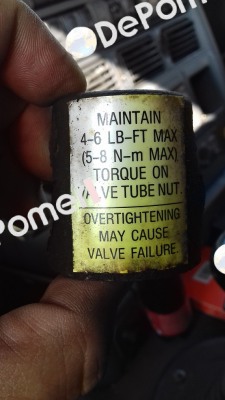 DePom
MAINTAIN
4-6 LB-FT MAX
(5-8 N-m MAX)
TORQUE ON
VALVE TUBE NUT.
OVERTIGHTENING
MAY CAUSE
VALVE FAILURE.